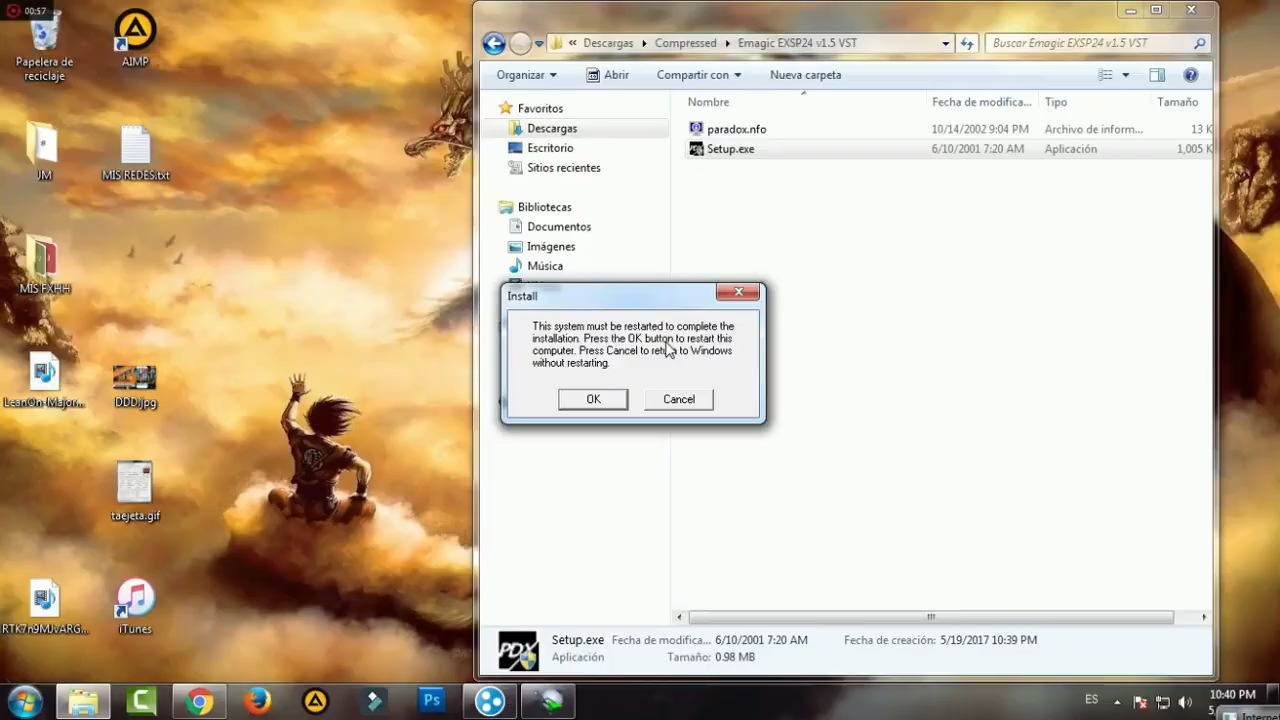 00:57
Papelera de
reciclaje
AIMP
JM
MIS REDES.txt
MIS FXHH
LeanOn-Major...
DDD.jpg
taejeta.gif
RTK7n9MJvARG...
iTunes
« Descargas Compressed Emagic EXSP24 v1.5 VST
Buscar Emagic EXSP24 v1.5 VST
Organizar Abrir Compartir con Nueva carpeta
Favoritos
Descargas
Escritorio
Sitios recientes
Bibliotecas
Documentos
Imágenes
Música
Nombre Fecha de modifica... Tipo Tamaño
paradox.nfo 10/14/2002 9:04 PM Archivo de inform... 13 K
Setup.exe 6/10/2001 7:20 AM Aplicación 1,005 K
Install
This system must be restarted to complete the
installation. Press the OK button to restart this
computer. Press Cancel to return to Windows
without restarting.
OK Cancel
PDX
Setup.exe Fecha de modifica... 6/10/2001 7:20 AM Fecha de creación: 5/19/2017 10:39 PM
Aplicación Tamaño: 0.98 MB
Ps
ES
10:40 PM